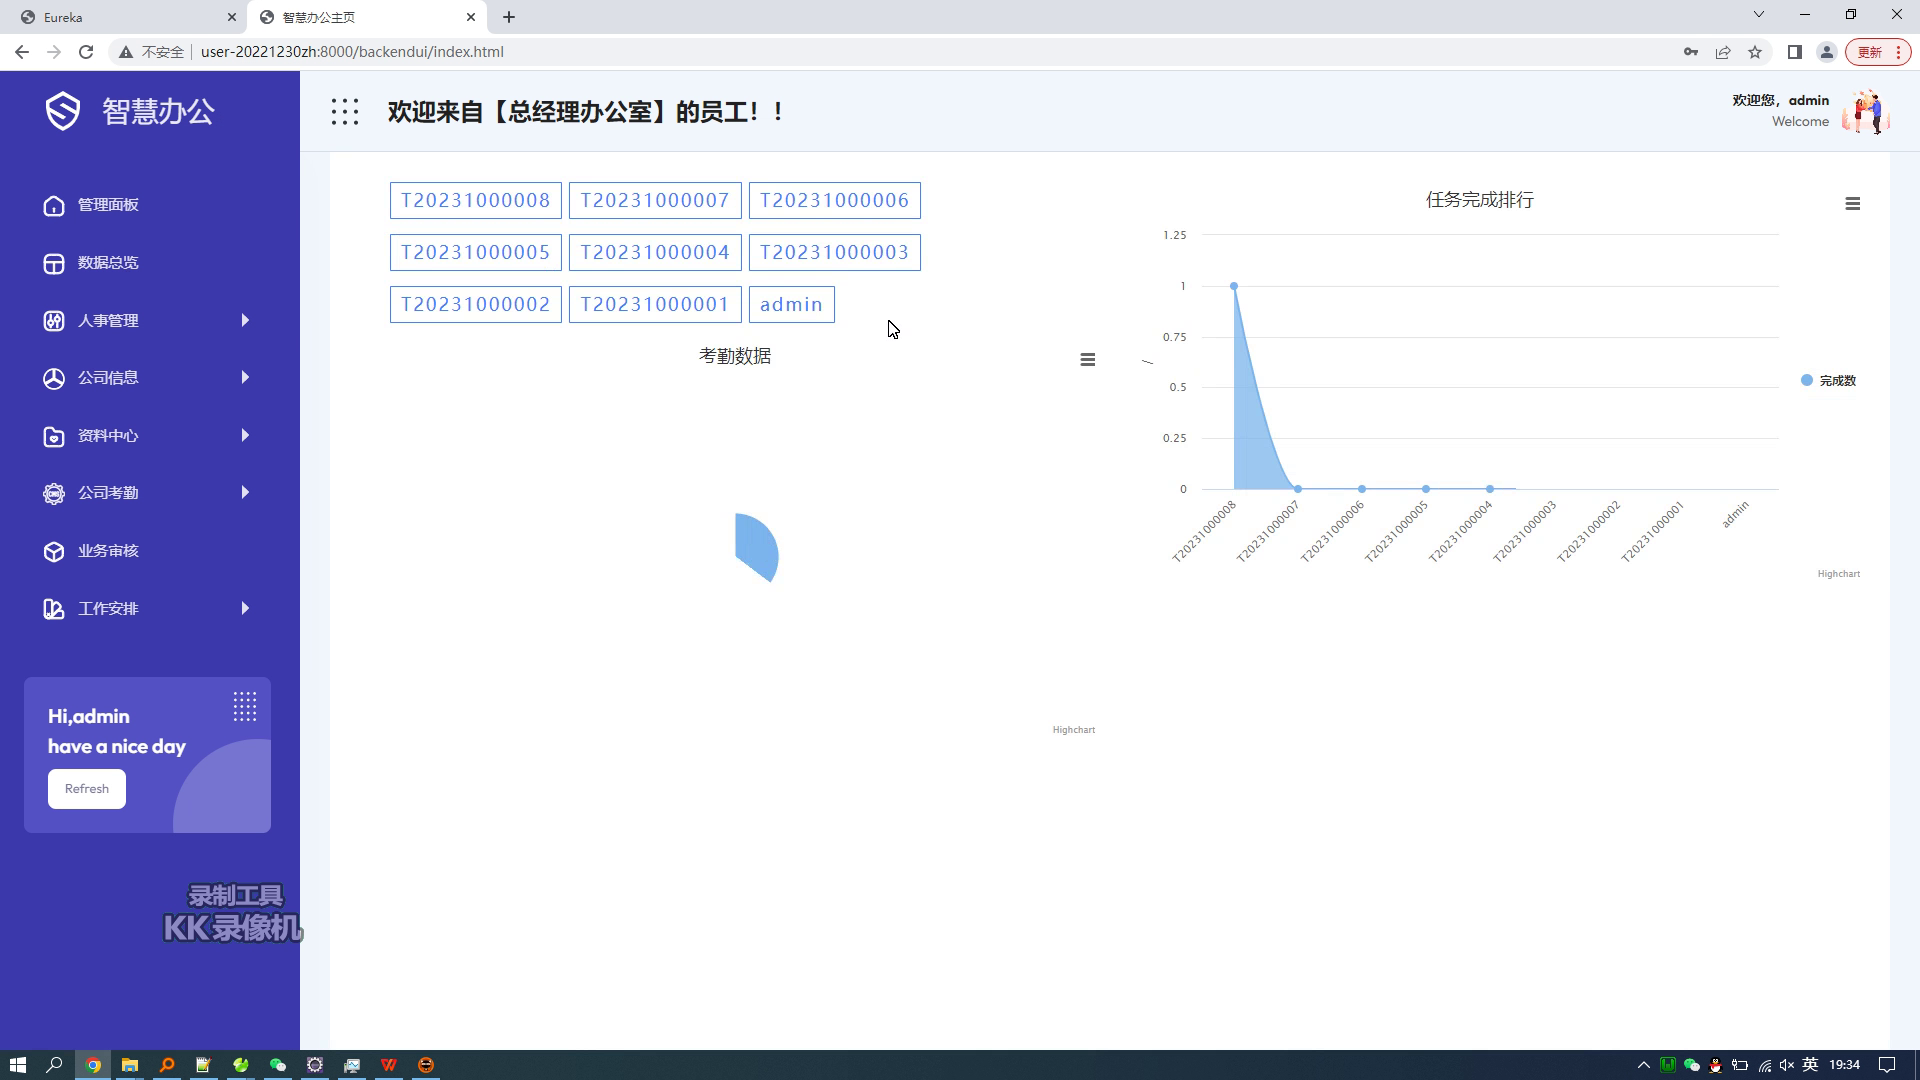 Eureka
智慧办公主页
不安全
user-20221230zh:8000/backendui/index.html
更新
智慧办公
欢迎来自【总经理办公室】的员工！！
欢迎您，admin
Welcome
管理面板
数据总览
人事管理
公司信息
资料中心
公司考勤
业务审核
工作安排
Hi,admin
have a nice day
Refresh
录制工具
KK录像机
T20231000008 T20231000007 T20231000006
T20231000005 T20231000004 T20231000003
T20231000002 T20231000001 admin
考勤数据
Highchart
任务完成排行
1.25
1
0.75
0.5
0.25
0
/
T20231000008
T20231000007
T20231000006
T20231000005
T20231000004
T20231000003
T20231000002
T20231000001
admin
完成数
Highchart
英
19:34